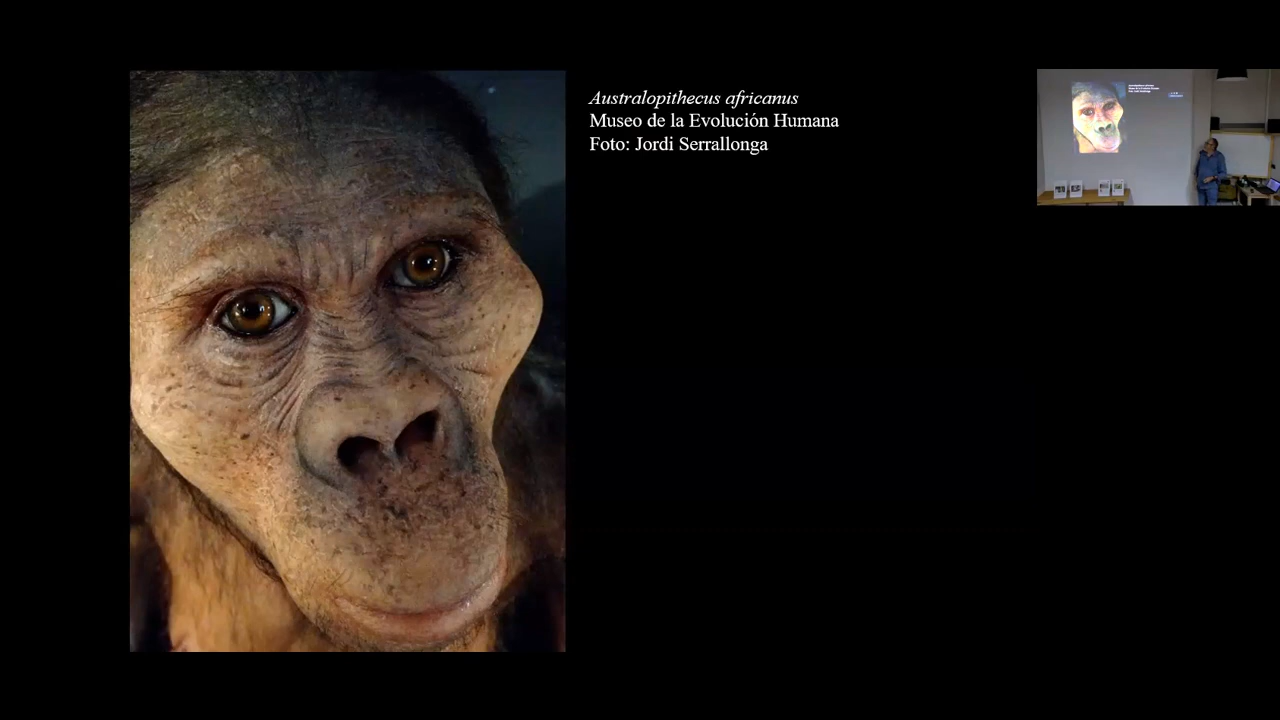 Australopithecus africanus
Museo de la Evolución Humana
Foto: Jordi Serrallonga